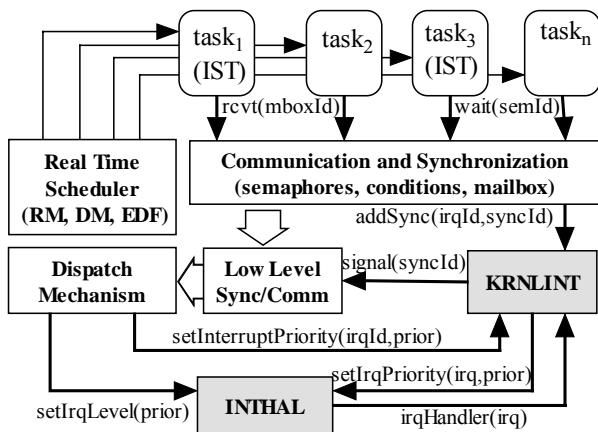 task1
(IST)
task2
task3
(IST)
taskn
rcvt(mboxId)
wait(semId)
Real Time
Scheduler
(RM, DM, EDF)
Communication and Synchronization
(semaphores, conditions, mailbox)
addSync(irqId,syncId)
Dispatch
Mechanism
Low Level
Sync/Comm
signal(syncId)
KRNLINT
setInterruptPriority(irqId,prior)
setIrqPriority(irq,prior)
setIrqLevel(prior)
INTHAL
irqHandler(irq)